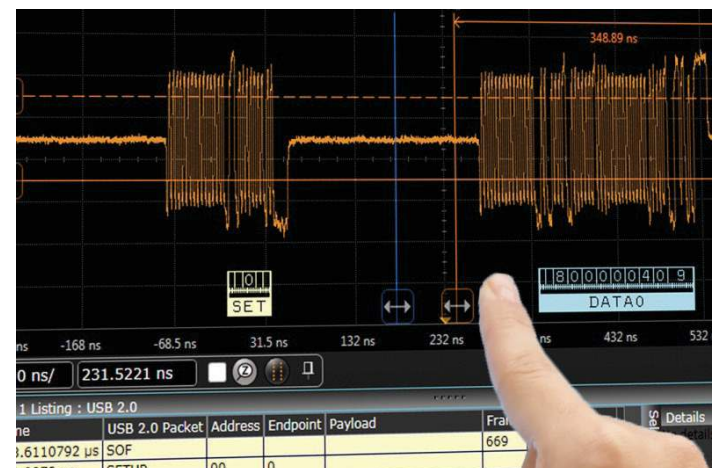 348.89 ns
0
SET
8 0 0 0 0 0 4 0 9
DATA0
ns -168 ns -68.5 ns 31.5 ns 132 ns 232 ns ns 432 ns 532
0 ns/ 231.5221 ns
1 Listing : USB 2.0
USB 2.0 Packet Address Endpoint Payload
Details
.6110792 µs SOF 669
SETUP 00 0